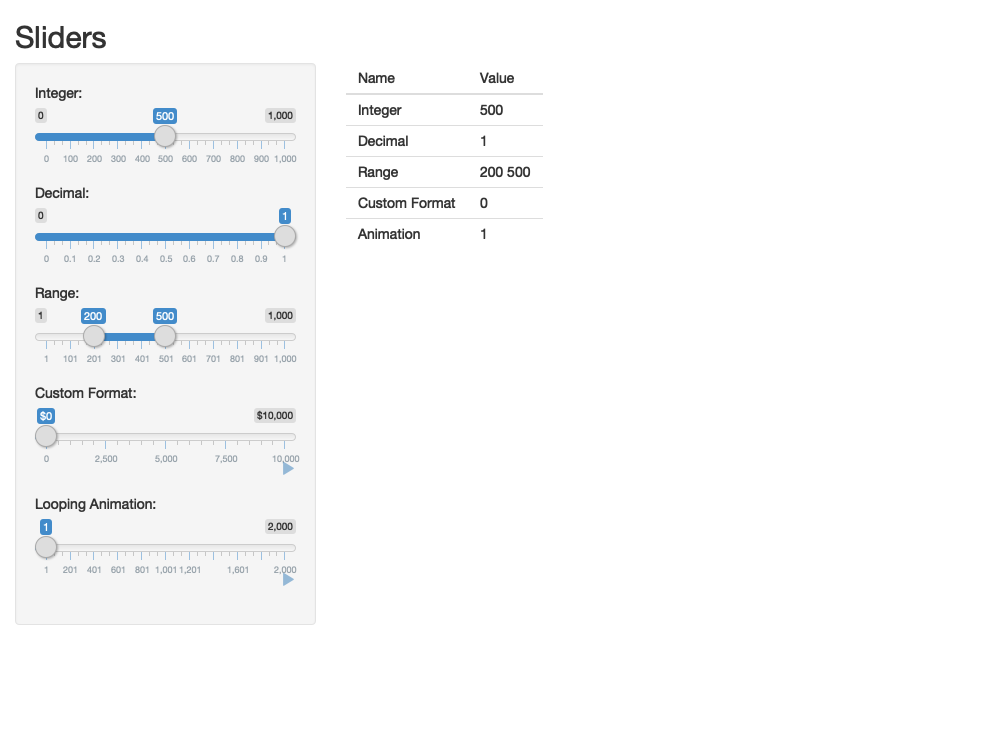 Sliders
Integer:
0 500 1,000
0 100 200 300 400 500 600 700 800 900 1,000
Decimal:
0 1
0 0.1 0.2 0.3 0.4 0.5 0.6 0.7 0.8 0.9 1
Range:
1 200 500 1,000
1 101 201 301 401 501 601 701 801 901 1,000
Custom Format:
$0 $10,000
0 2,500 5,000 7,500 10,000
Looping Animation:
1 2,000
1 201 401 601 801 1,001 1,201 1,601 2,000
Name Value
Integer 500
Decimal 1
Range 200 500
Custom Format 0
Animation 1